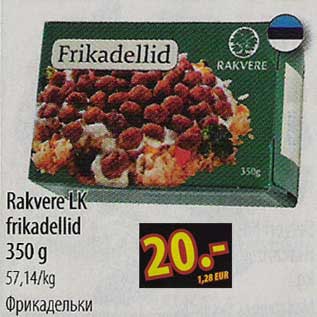 Frikadellid
RAKVERE
350g
Rakvere LK
frikadellid
350 g
57,14/kg
Фрикадельки
20.-
1,28 EUR